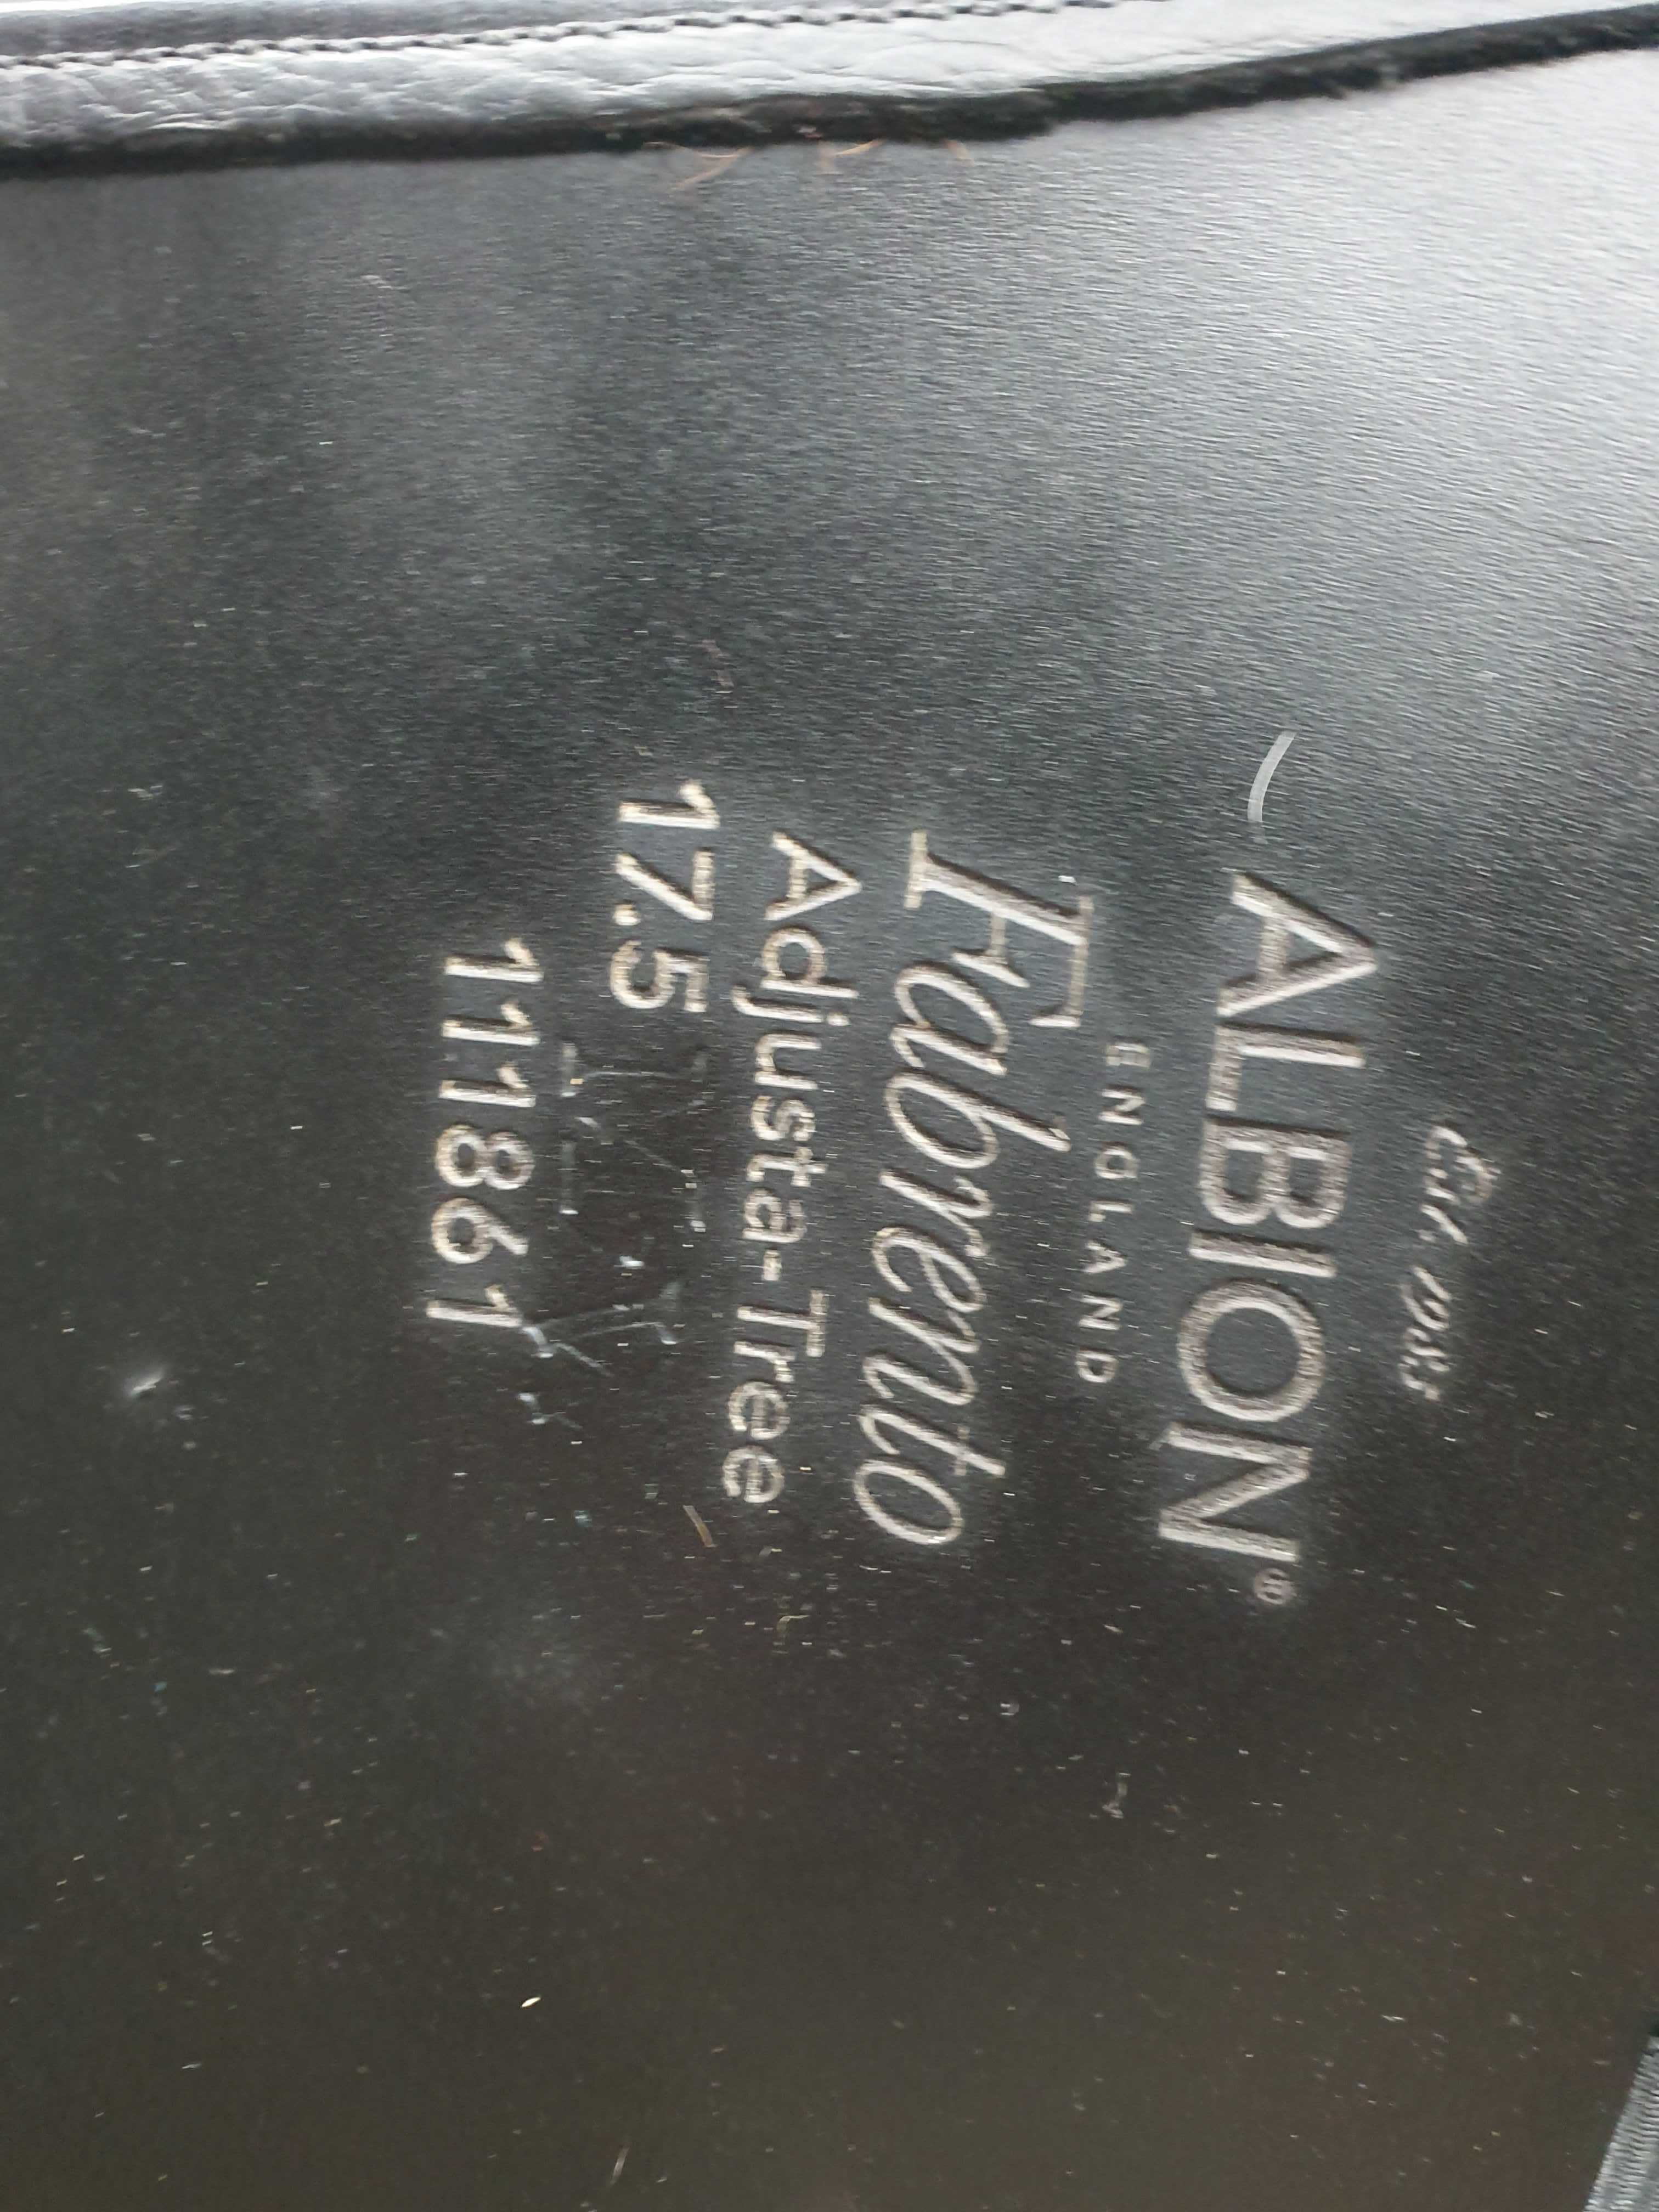 Est. 1985
ALBION®
ENGLAND
Fabrento
Adjusta-Tree
17.5
111861